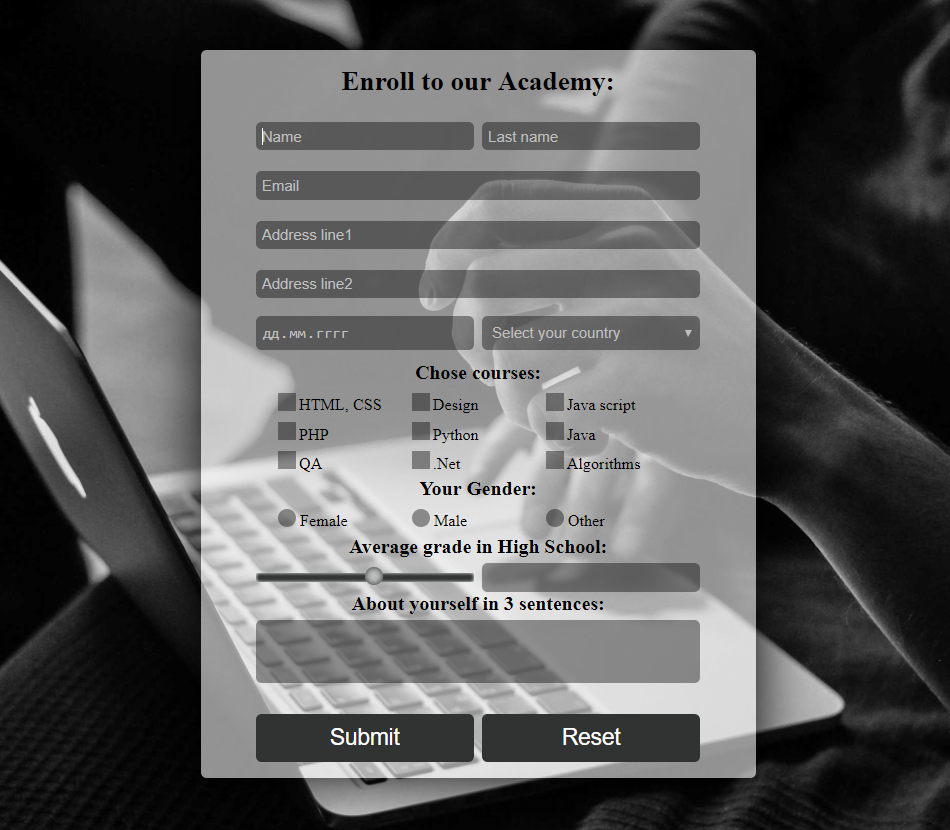 Enroll to our Academy:
Name Last name
Email
Address line1
Address line2
дд.мм.гггг Select your country
Chose courses:
HTML, CSS Design Java script
PHP Python Java
QA .Net Algorithms
Your Gender:
Female Male Other
Average grade in High School:
About yourself in 3 sentences:
Submit Reset